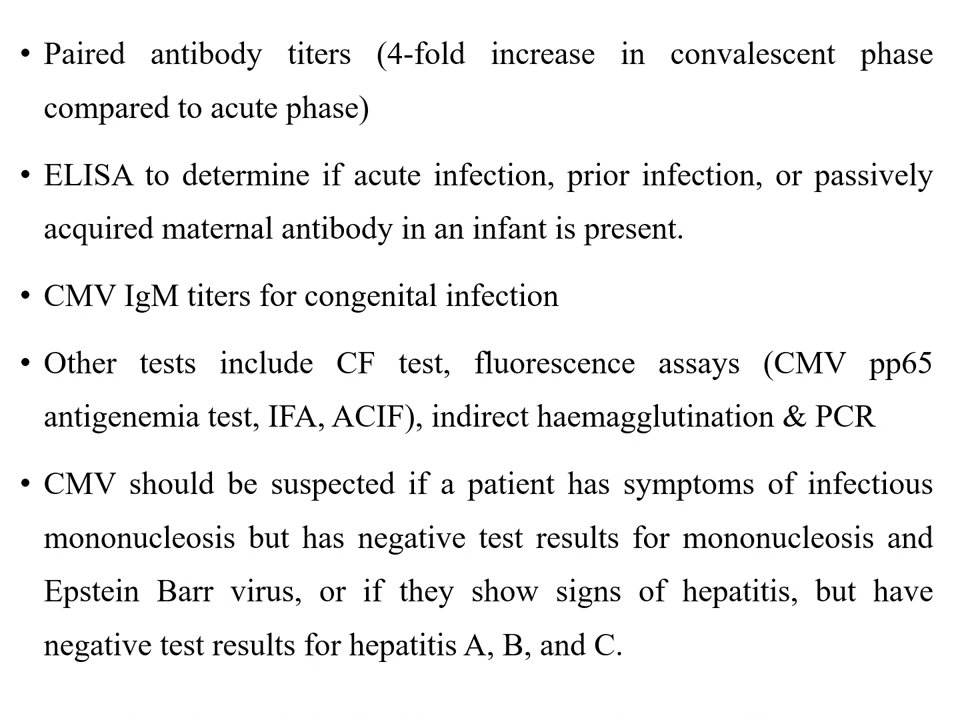 • Paired antibody titers (4-fold increase in convalescent phase
compared to acute phase)
• ELISA to determine if acute infection, prior infection, or passively
acquired maternal antibody in an infant is present.
• CMV IgM titers for congenital infection
• Other tests include CF test, fluorescence assays (CMV pp65
antigenemia test, IFA, ACIF), indirect haemagglutination & PCR
• CMV should be suspected if a patient has symptoms of infectious
mononucleosis but has negative test results for mononucleosis and
Epstein Barr virus, or if they show signs of hepatitis, but have
negative test results for hepatitis A, B, and C.